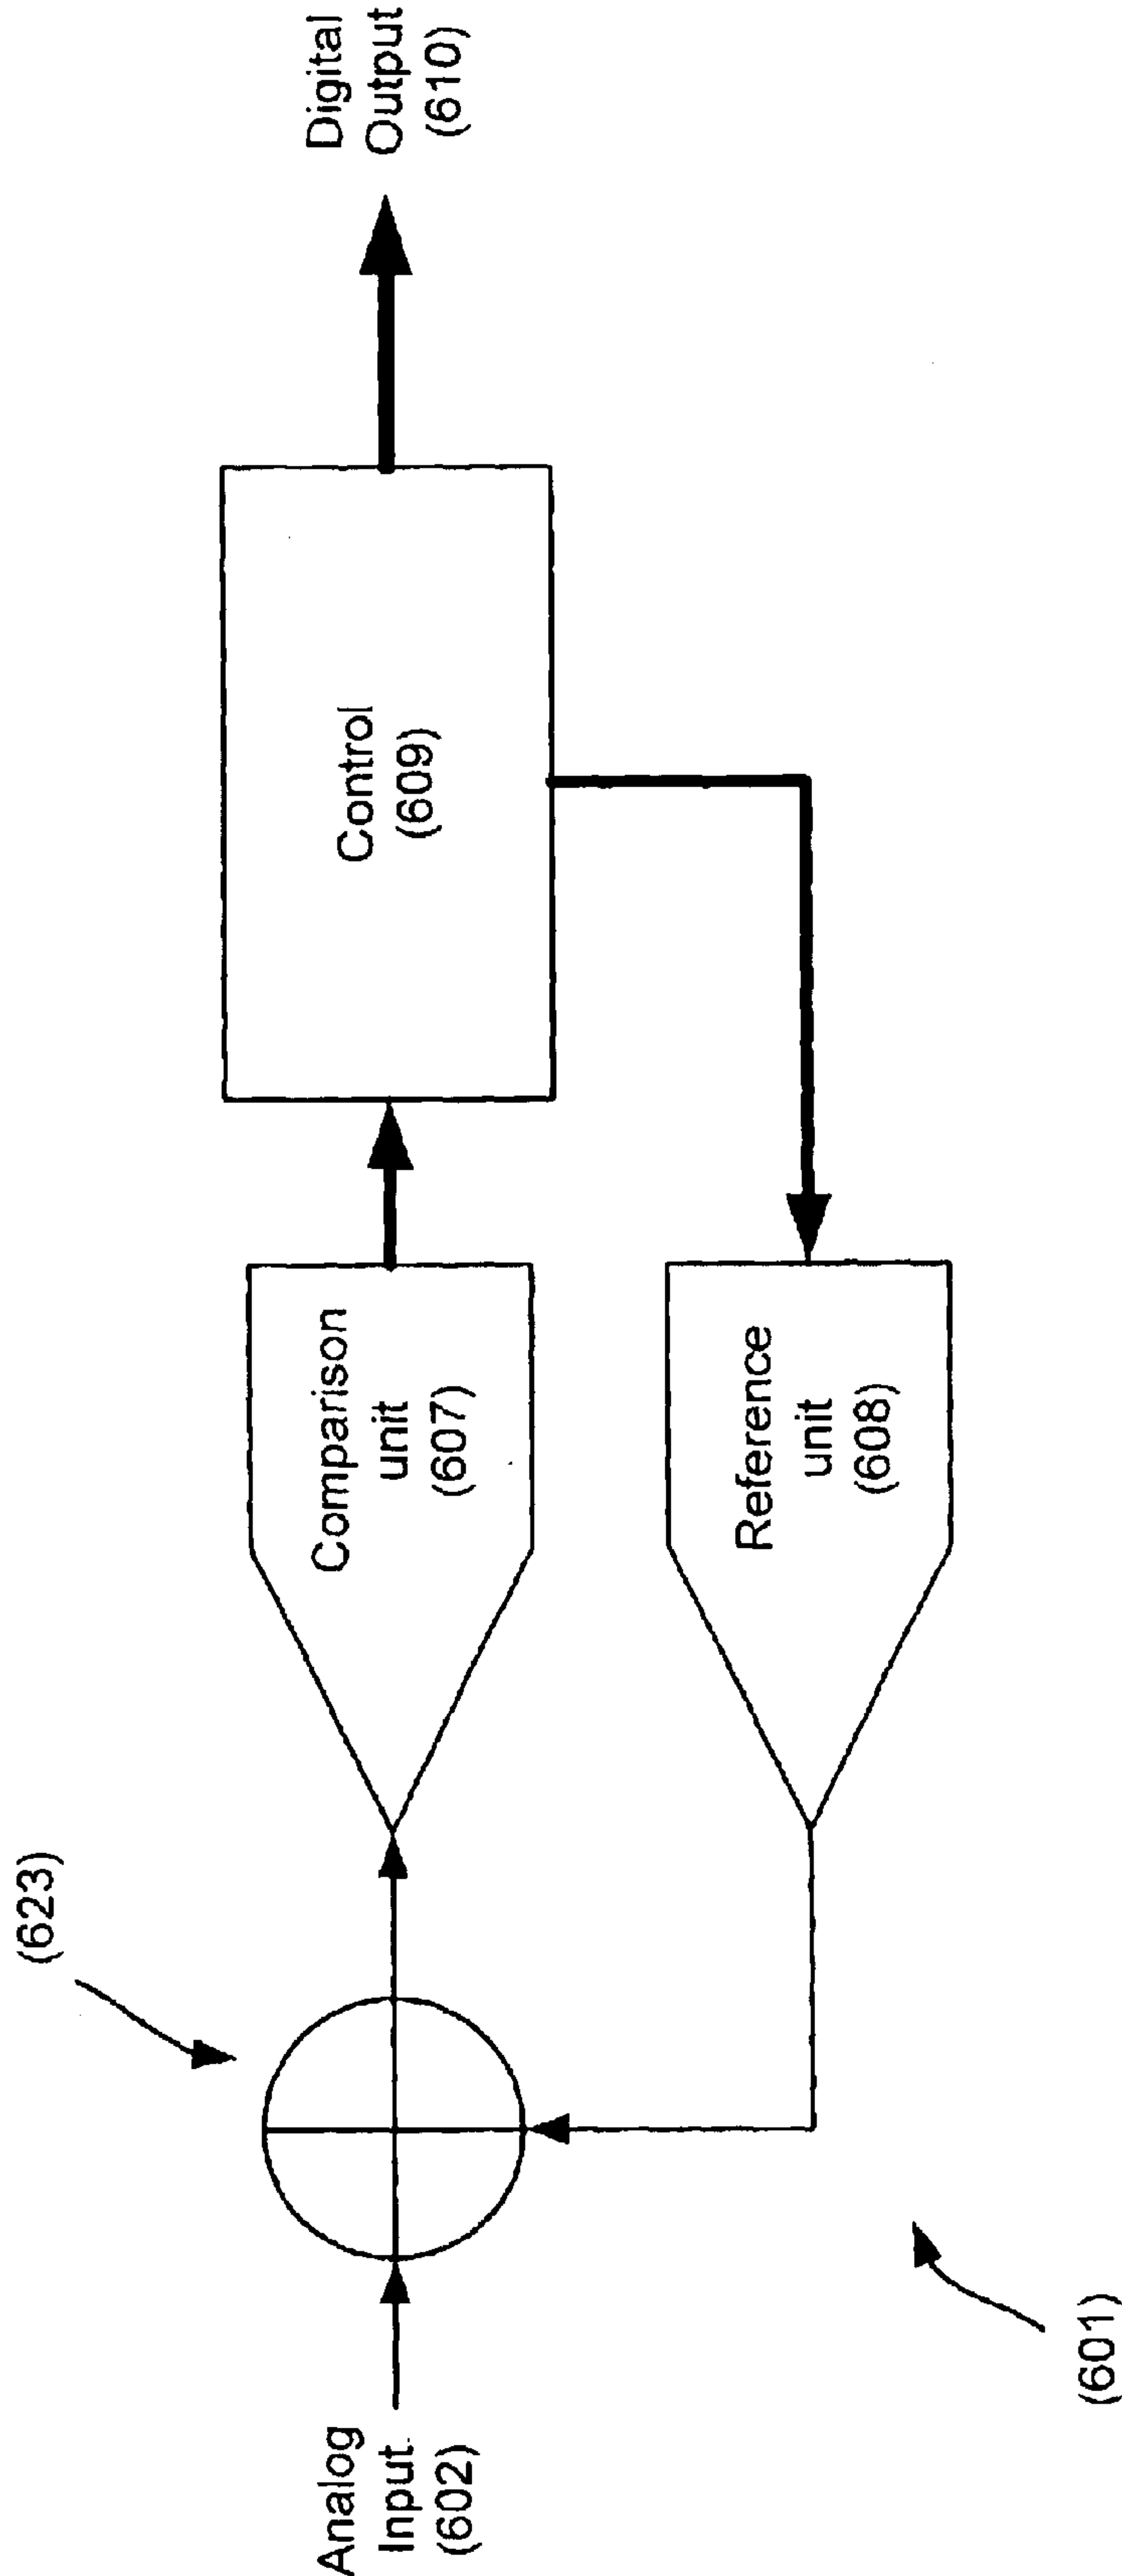 (623)
Analog
Input
(602)
Comparison
unit
(607)
Control
(609)
Digital
Output
(610)
Reference
unit
(608)
(601)